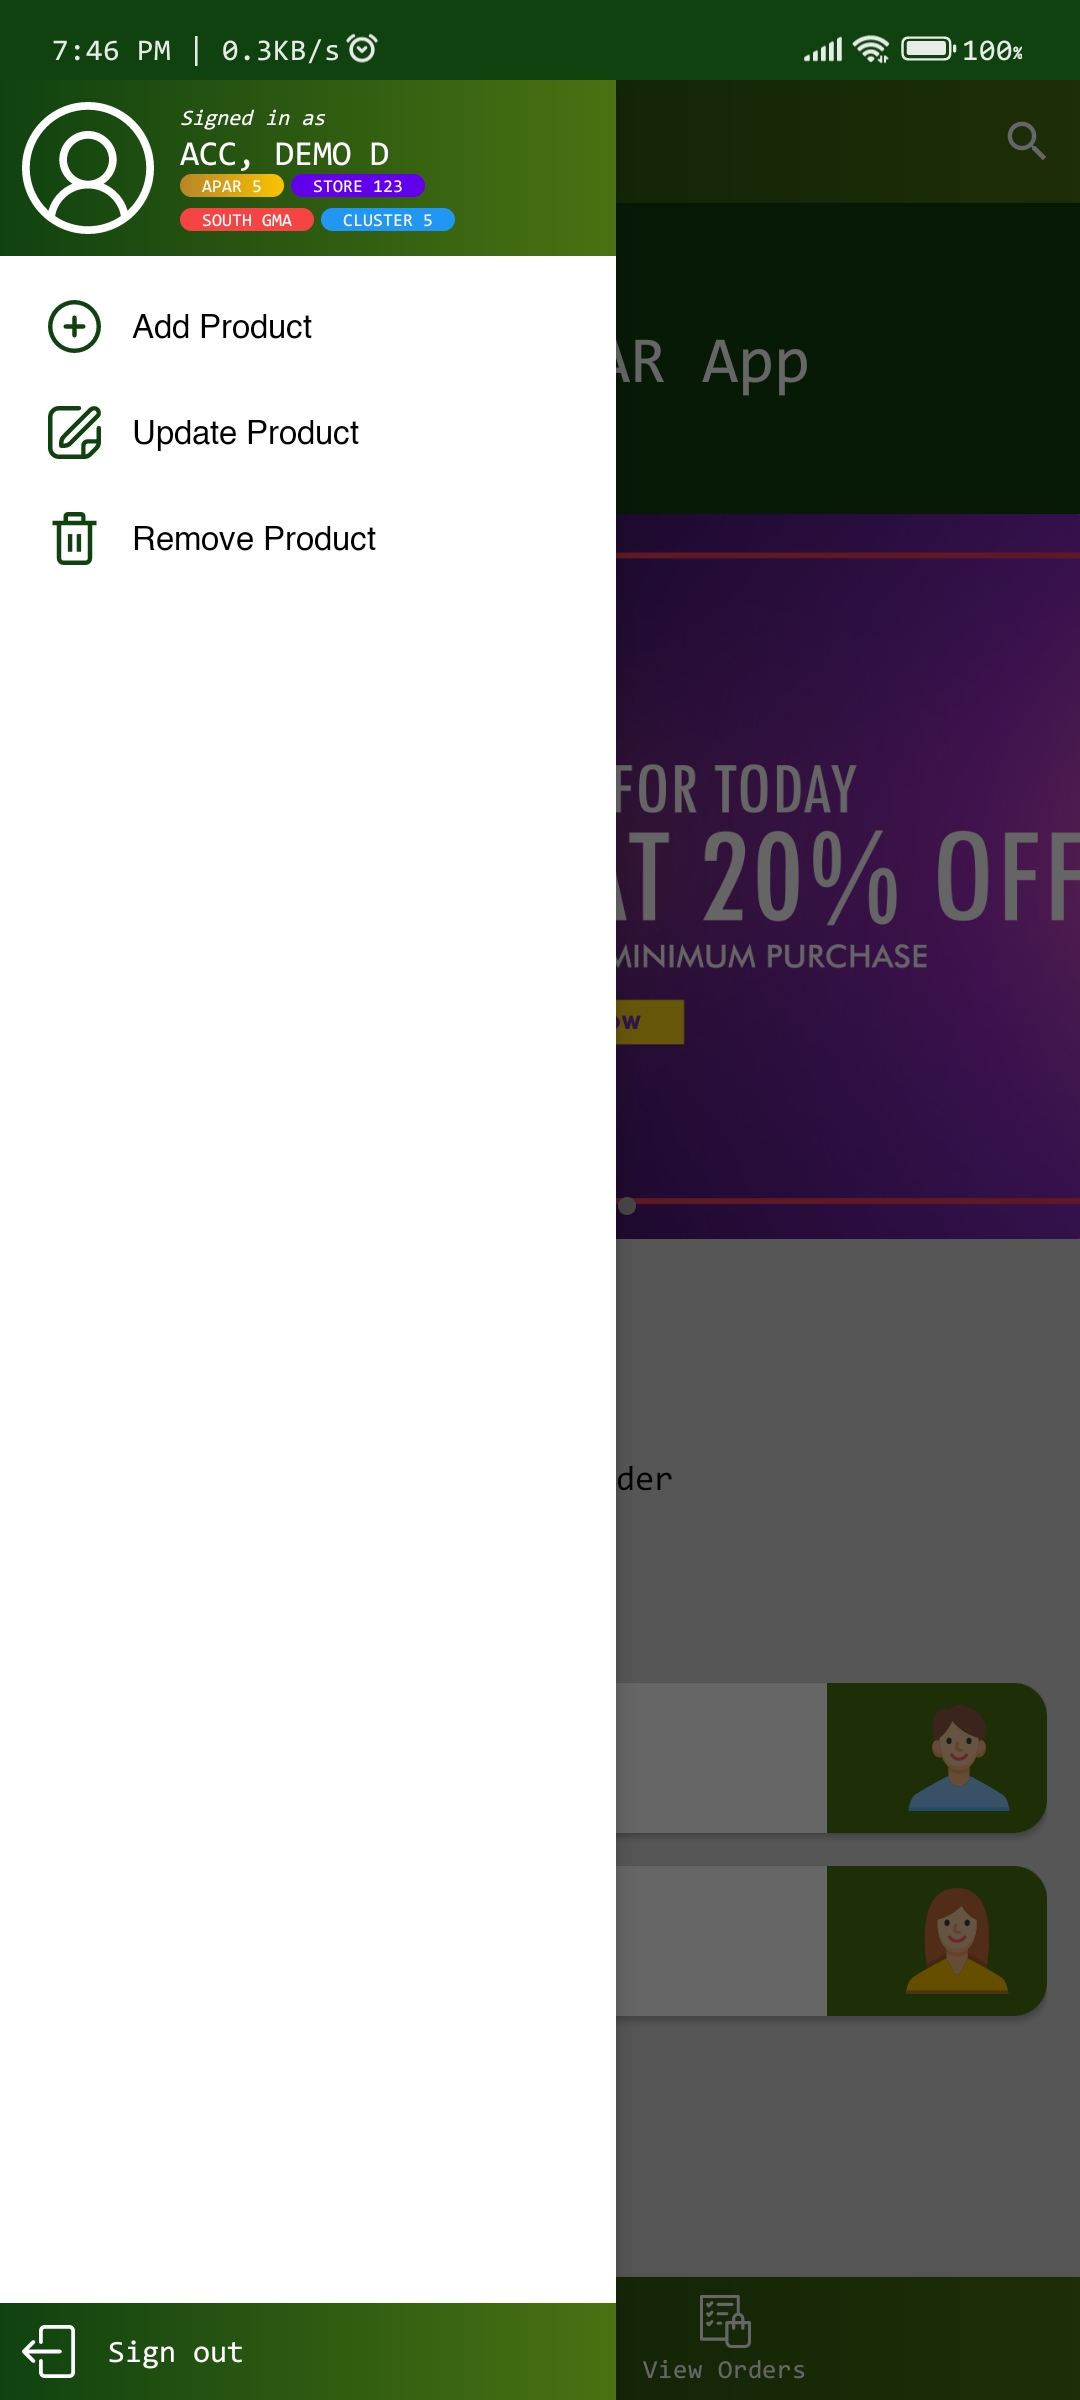 7:46 PM | 0.3KB/s
100%
Signed in as
ACC, DEMO D
APAR 5
STORE 123
SOUTH GMA
CLUSTER 5
Add Product
Update Product
Remove Product
AR App
FOR TODAY
AT 20% OFF
MINIMUM PURCHASE
ow
der
Sign out
View Orders